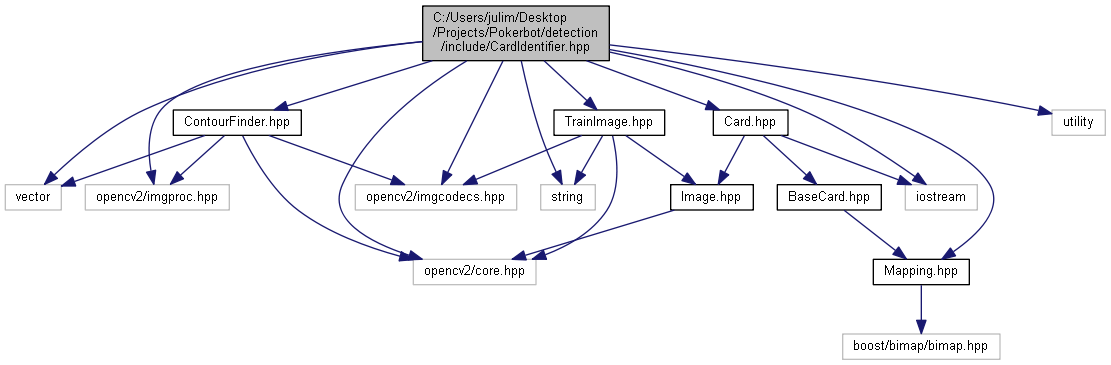 C:/Users/julim/Desktop
/Projects/Pokerbot/detection
/include/CardIdentifier.hpp
ContourFinder.hpp
TrainImage.hpp
Card.hpp
utility
vector
opencv2/imgproc.hpp
opencv2/imgcodecs.hpp
string
Image.hpp
BaseCard.hpp
iostream
opencv2/core.hpp
Mapping.hpp
boost/bimap/bimap.hpp